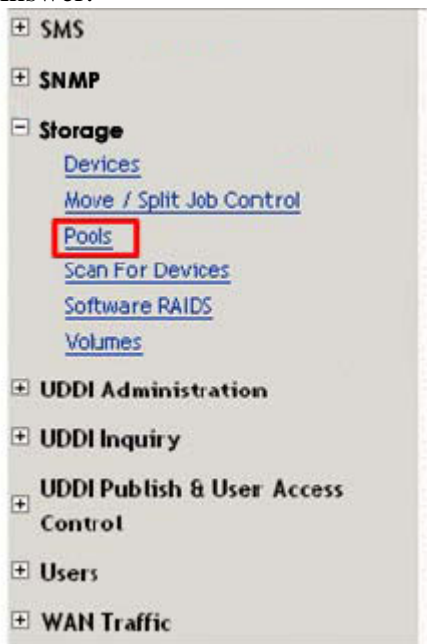 SMS
SNMP
Storage
Devices
Move / Split Job Control
Pools
Scan For Devices
Software RAIDS
Volumes
UDDI Administration
UDDI Inquiry
UDDI Publish & User Access
Control
Users
WAN Traffic